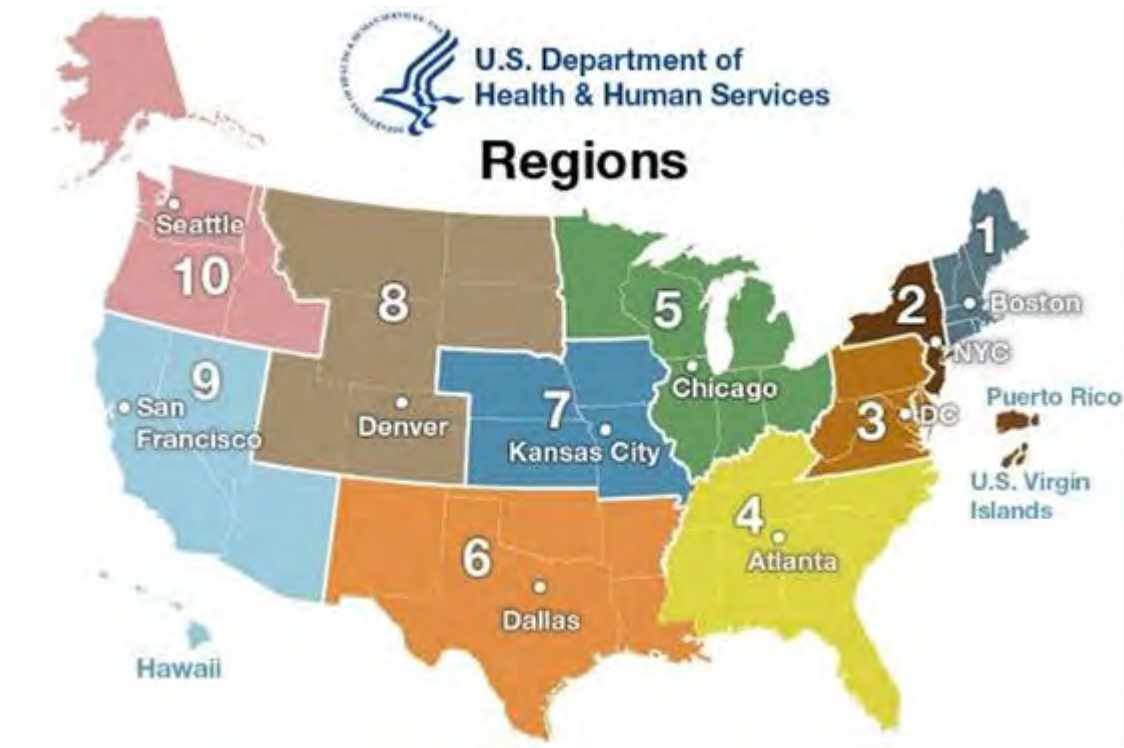 U.S. Department of
Health & Human Services
Regions
1
Seattle
10
8
5
2
Boston
9
NYC
Chicago
San
Francisco
Denver
7
Kansas City
3
DC
Puerto Rico
U.S. Virgin
Islands
4
Atlanta
6
Dallas
Hawaii